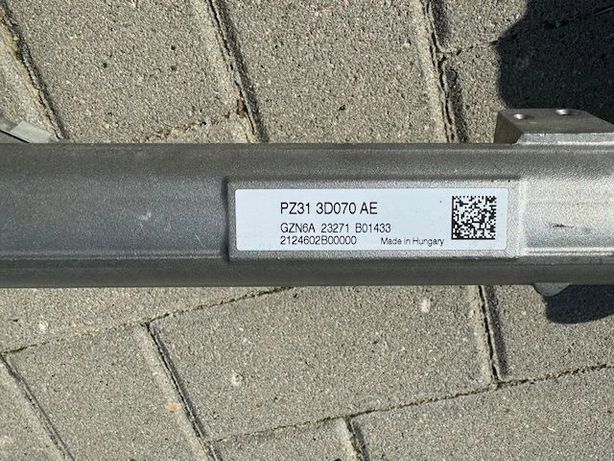 PZ31 3D070 AE
GZN6A 23271 B01433
2124602B00000 Made in Hungary